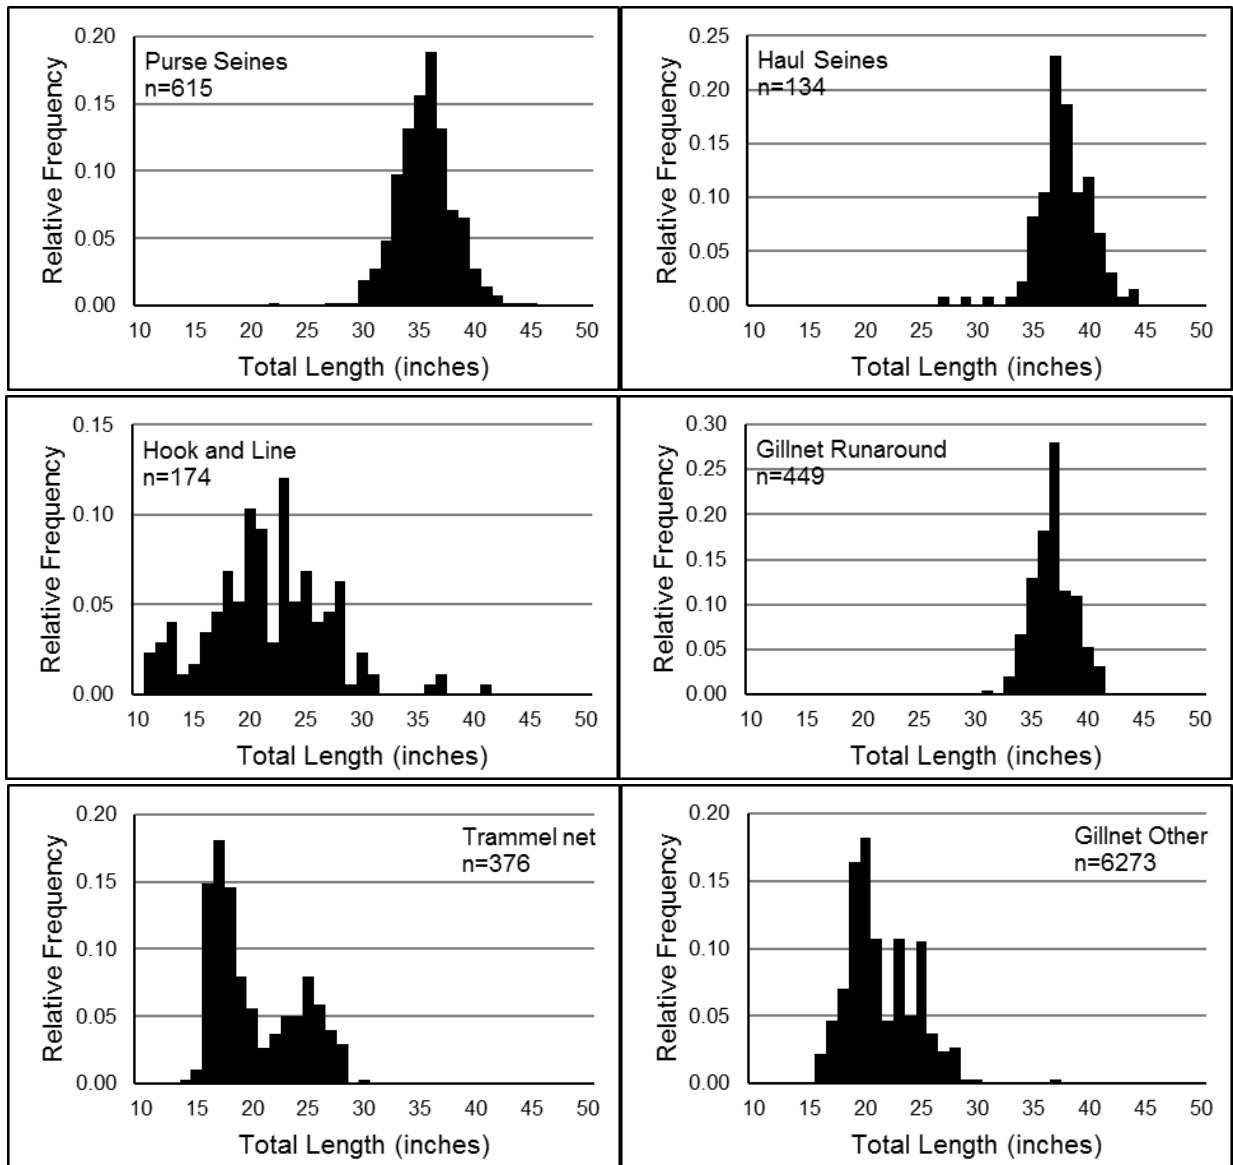 Purse Seines
n=615
Relative Frequency
0.20
0.15
0.10
0.05
0.00
10 15 20 25 30 35 40 45 50
Total Length (inches)
Haul Seines
n=134
Relative Frequency
0.25
0.20
0.15
0.10
0.05
0.00
10 15 20 25 30 35 40 45 50
Total Length (inches)
Hook and Line
n=174
Relative Frequency
0.15
0.10
0.05
0.00
10 15 20 25 30 35 40 45 50
Total Length (inches)
Gillnet Runaround
n=449
Relative Frequency
0.30
0.25
0.20
0.15
0.10
0.05
0.00
10 15 20 25 30 35 40 45 50
Total Length (inches)
Trammel net
n=376
Relative Frequency
0.20
0.15
0.10
0.05
0.00
10 15 20 25 30 35 40 45 50
Total Length (inches)
Gillnet Other
n=6273
Relative Frequency
0.20
0.15
0.10
0.05
0.00
10 15 20 25 30 35 40 45 50
Total Length (inches)